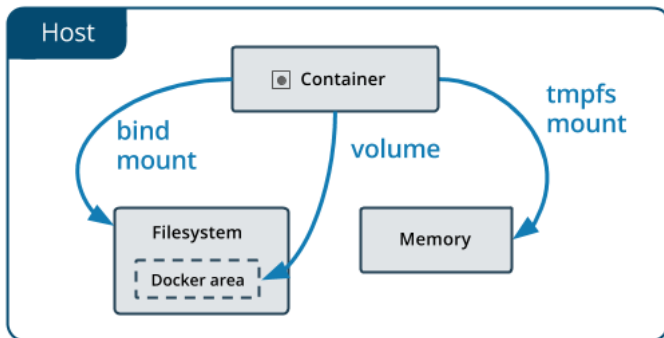 Host
Container
bind
mount
volume
tmpfs
mount
Filesystem
Docker area
Memory